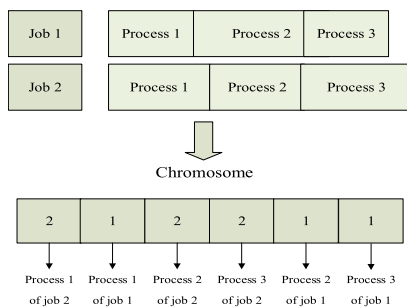 Job 1 Process 1 Process 2 Process 3
Job 2 Process 1 Process 2 Process 3
Chromosome
2 1 2 2 1 1
Process 1 Process 1 Process 2 Process 3 Process 2 Process 3
of job 2 of job 1 of job 2 of job 2 of job 1 of job 1